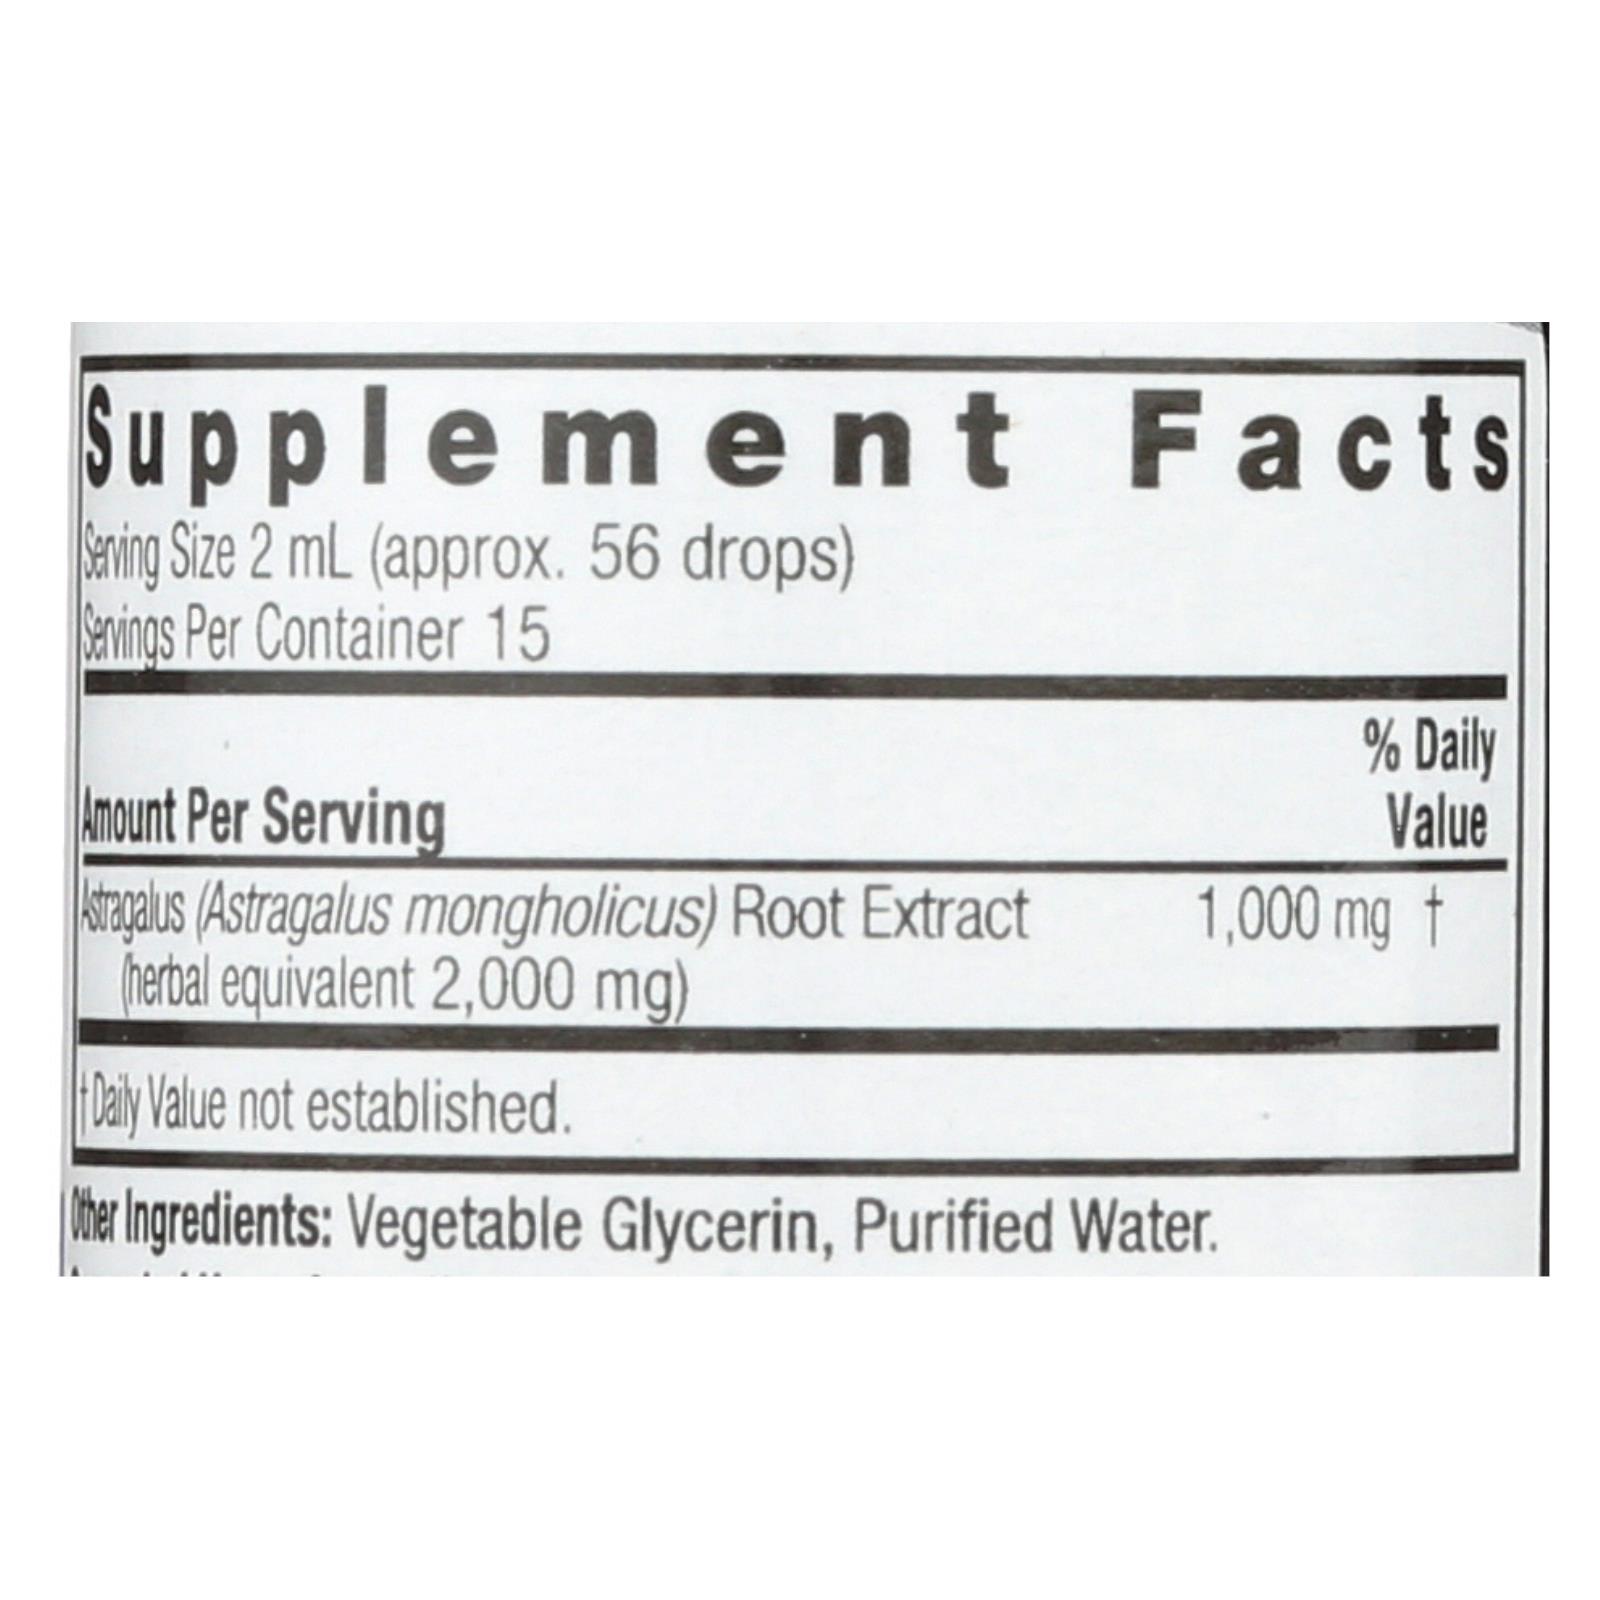 Supplement Facts
Serving Size 2 mL (approx. 56 drops)
Servings Per Container 15
% Daily
Value
Amount Per Serving
Astragalus (Astragalus mongholicus) Root Extract 1,000 mg †
(herbal equivalent 2,000 mg)
† Daily Value not established.
Other Ingredients: Vegetable Glycerin, Purified Water.